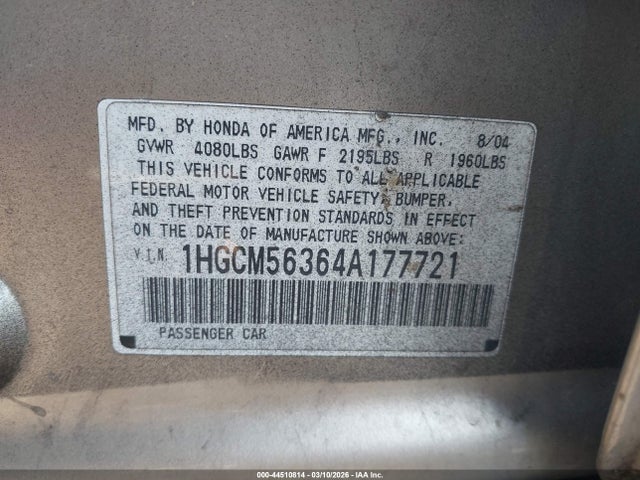 MFD. BY HONDA OF AMERICA MFG., INC. 8/04
GVWR 4080LBS GAWR F 2195LBS R 1960LBS
THIS VEHICLE CONFORMS TO ALL APPLICABLE
FEDERAL MOTOR VEHICLE SAFETY, BUMPER,
AND THEFT PREVENTION STANDARDS IN EFFECT
ON THE DATE OF MANUFACTURE SHOWN ABOVE:
V.I.N. 1HGCM56364A177721
PASSENGER CAR
000-44510814 - 03/10/2026 - IAA Inc.